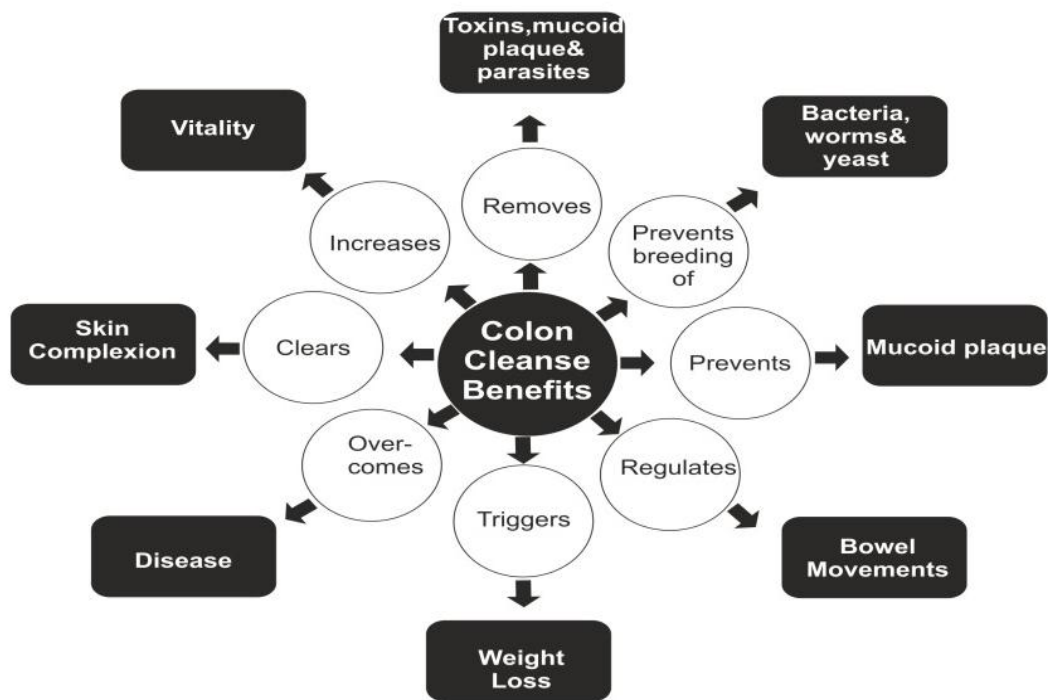 Toxins,mucoid
plaque&
parasites
Vitality
Bacteria,
worms&
yeast
Removes
Increases
Prevents
breeding
of
Skin
Complexion
Clears
Colon
Cleanse
Benefits
Prevents
Mucoid plaque
Over-
comes
Regulates
Triggers
Disease
Bowel
Movements
Weight
Loss